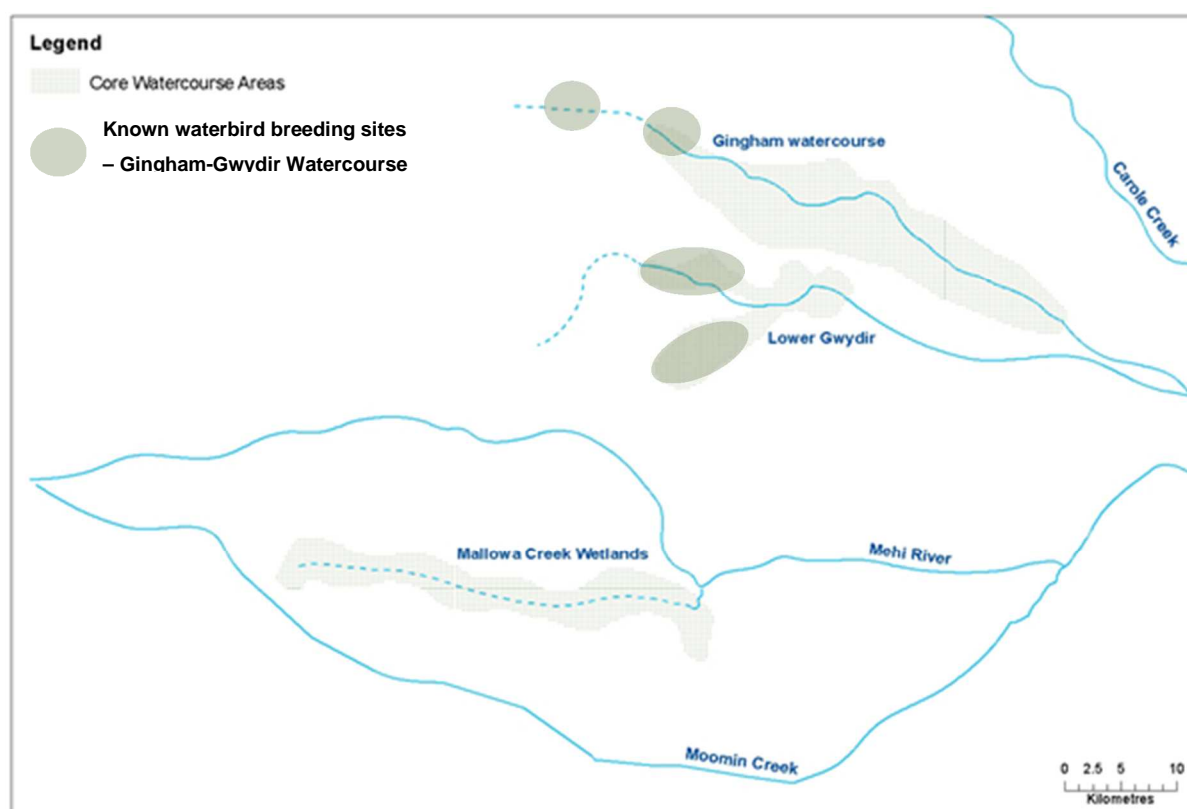 Legend
Core Watercourse Areas
Known waterbird breeding sites
– Gingham-Gwydir Watercourse
Gingham watercourse
Carole Creek
Lower Gwydir
Mallowa Creek Wetlands
Mehi River
Moomin Creek
0 2.5 5 10
Kilometres